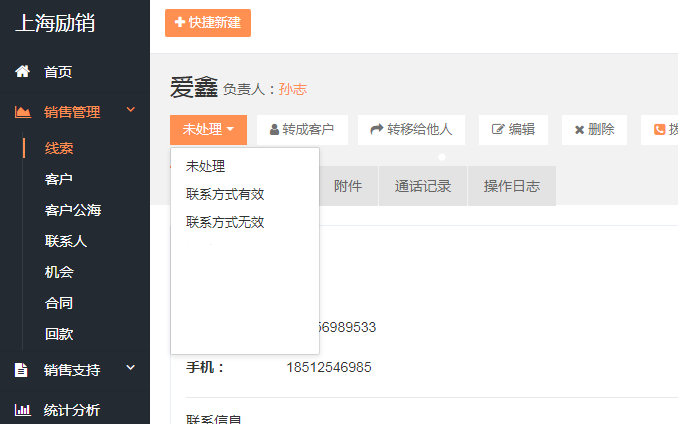 上海励销
快捷新建
首页
销售管理
线索
客户
客户公海
联系人
机会
合同
回款
销售支持
统计分析
爱鑫 负责人：孙志
未处理 转成客户 转移给他人 编辑 删除
未处理
联系方式有效
联系方式无效
附件 通话记录 操作日志
56989533
手机： 18512546985
联系信息